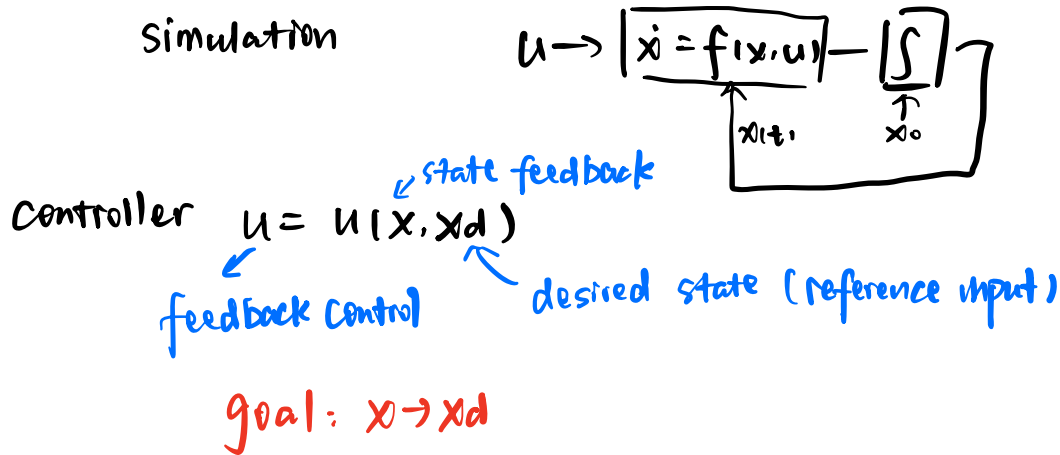 simulation u → ẋ = f(x, u) ∫
x(t) x₀
state feedback
controller u = u(x, xd)
feedback control
desired state (reference input)
goal: x → xd